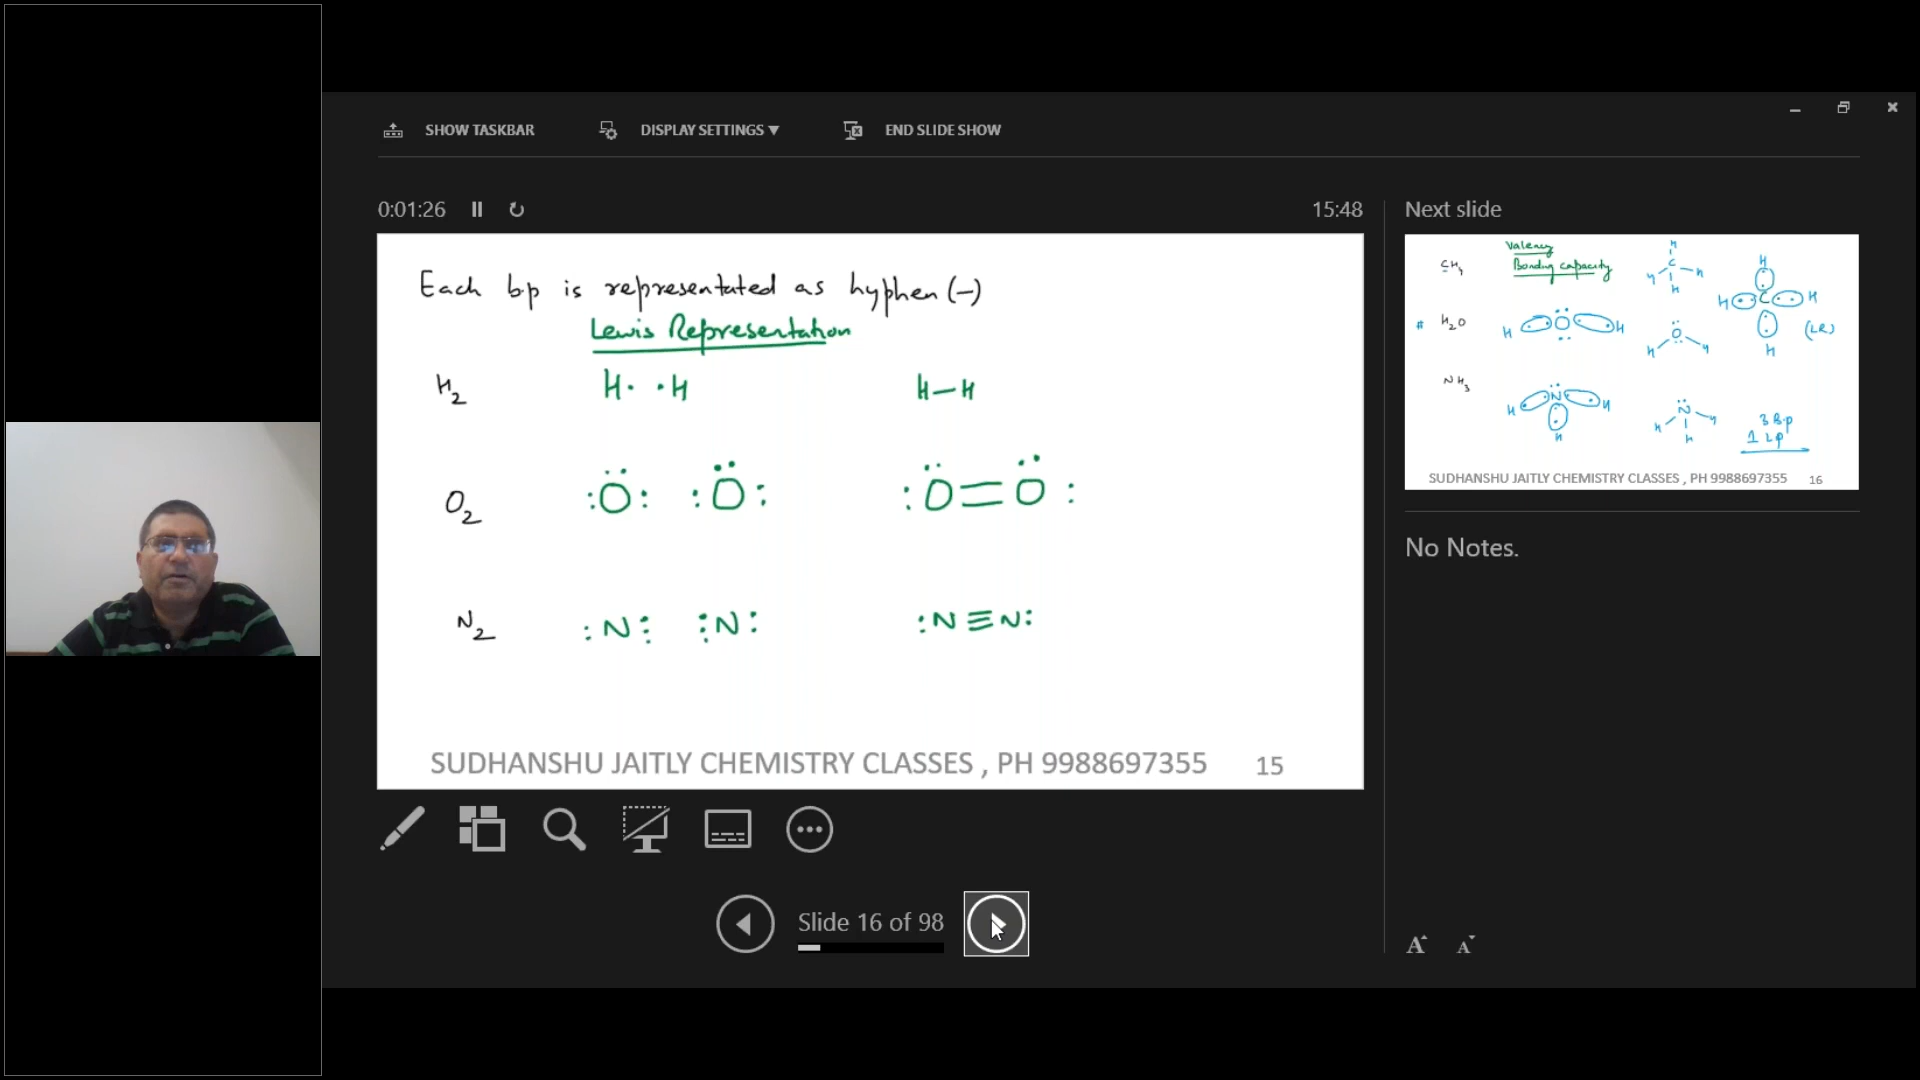 SHOW TASKBAR DISPLAY SETTINGS ▼ END SLIDE SHOW
0:01:26 15:48
Each bp is representated as hyphen (-)
Lewis Representation
H2 H· ·H H—H
O2 :Ö: :Ö: :Ö=Ö:
N2 :N⋮ ⋮N: :N≡N:
SUDHANSHU JAITLY CHEMISTRY CLASSES , PH 9988697355 15
Slide 16 of 98
Next slide
Valency
Bonding capacity
CH4
H2O
(LR)
NH3
3 Bp
1 Lp
SUDHANSHU JAITLY CHEMISTRY CLASSES , PH 9988697355 16
No Notes.
A A